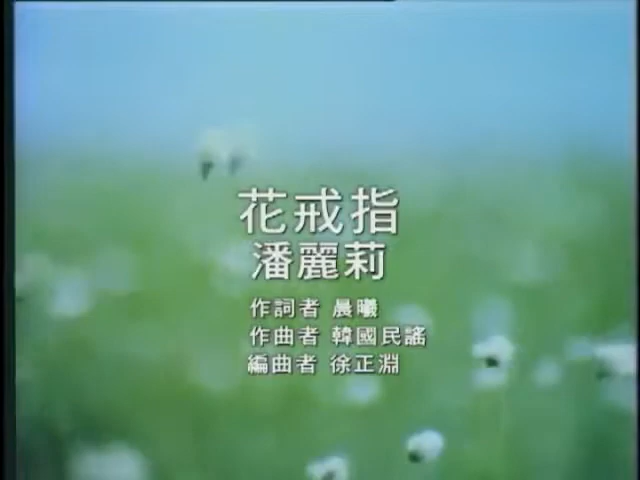 花戒指
潘麗莉
作詞者 晨曦
作曲者 韓國民謠
編曲者 徐正淵